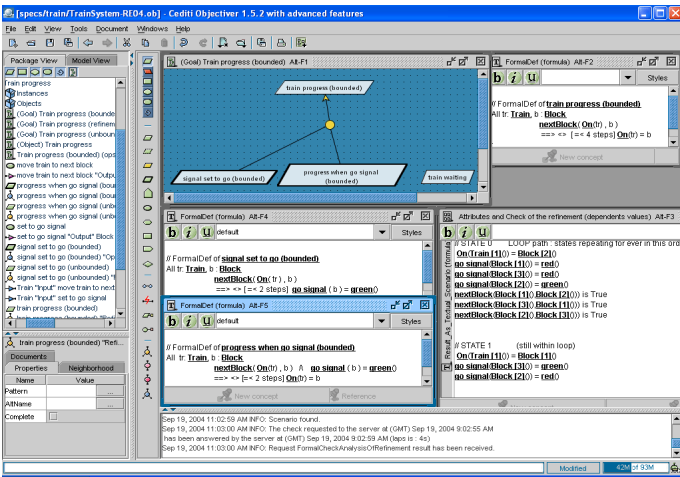 [specs/train/TrainSystem-RE04.ob] - Cediti Objectiver 1.5.2 with advanced features
File Edit View Tools Document Windows Help
Package View Model View
Train progress
Instances
Objects
(Goal) Train progress (bounde
(Goal) Train progress (refinem
(Goal) Train progress (unboun
(Object) Train progress
Train progress (bounded) (ops
move train to next block
move train to next block "Outpu
progress when go signal (bou
progress when go signal (bou
progress when go signal (unbo
progress when go signal (unbo
set to go signal
set to go signal "Output" Block
signal set to go (bounded)
signal set to go (bounded) "Op
signal set to go (unbounded)
signal set to go (unbounded) "
Train "Input" move train to next
Train "Input" set to go signal
train progress (bounded)
train progress (bounded) "Refi...
Documents
Properties Neighborhood
Name Value
Pattern ...
AltName ...
Complete
(Goal) Train progress (bounded) Alt-F1
train progress (bounded)
signal set to go (bounded)
progress when go signal
(bounded)
train waiting
FormalDef (formula) Alt-F2
b i u Styles
// FormalDef of train progress (bounded)
All tr: Train, b : Block
nextBlock( On(tr) , b )
==> <> [=< 4 steps] On(tr) = b
New concept
FormalDef (formula) Alt-F4
b i u default Styles
// FormalDef of signal set to go (bounded)
All tr: Train, b : Block
nextBlock( On( tr ) , b )
==> <> [=< 2 steps] go signal ( b ) = green()
FormalDef (formula) Alt-F5
b i u default Styles
// FormalDef of progress when go signal (bounded)
All tr: Train, b : Block
nextBlock( On(tr) , b ) /\ go signal ( b ) = green()
==> <> [=< 2 steps] On(tr) = b
New concept Reference
Attributes and Check of the refinement (dependents values) Alt-F3
Result_As_Textual_Scenario (formula)
// STATE 0 LOOP path : states repeating for ever in this ord
On(Train [1]()) = Block [2]()
go signal(Block [1]()) = red()
go signal(Block [3]()) = red()
go signal(Block [2]()) = green()
nextBlock(Block [1](),Block [2]()) is True
nextBlock(Block [3](),Block [1]()) is True
nextBlock(Block [2](),Block [3]()) is True
// STATE 1 (still within loop)
On(Train [1]()) = Block [1]()
go signal(Block [3]()) = green()
go signal(Block [2]()) = red()
Sep 19, 2004 11:02:59 AM INFO: Scenario found.
Sep 19, 2004 11:03:00 AM INFO: The check requested to the server at (GMT) Sep 19, 2004 9:02:55 AM
has been answered by the server at (GMT) Sep 19, 2004 9:02:59 AM (laps is : 4s)
Sep 19, 2004 11:03:00 AM INFO: Request FormalCheckAnalysisOfRefinement result has been received.
Modified 42M of 93M